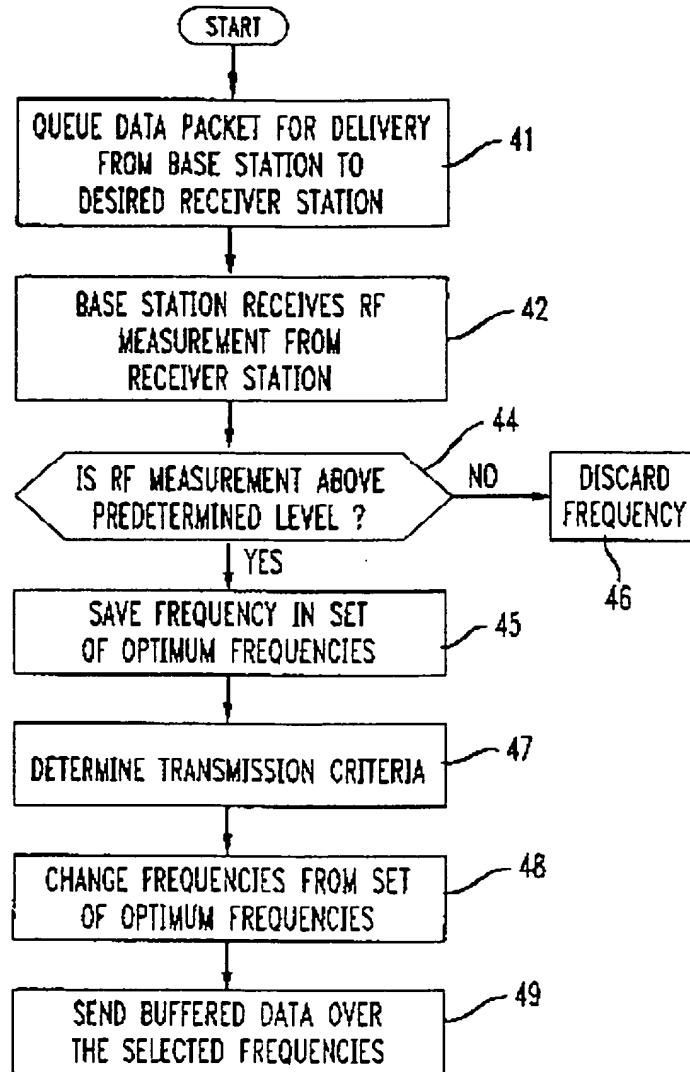 START
QUEUE DATA PACKET FOR DELIVERY
FROM BASE STATION TO
DESIRED RECEIVER STATION
41
BASE STATION RECEIVES RF
MEASUREMENT FROM
RECEIVER STATION
42
44
IS RF MEASUREMENT ABOVE
PREDETERMINED LEVEL ?
NO
DISCARD
FREQUENCY
46
YES
SAVE FREQUENCY IN SET
OF OPTIMUM FREQUENCIES
45
DETERMINE TRANSMISSION CRITERIA
47
CHANGE FREQUENCIES FROM SET
OF OPTIMUM FREQUENCIES
48
SEND BUFFERED DATA OVER
THE SELECTED FREQUENCIES
49